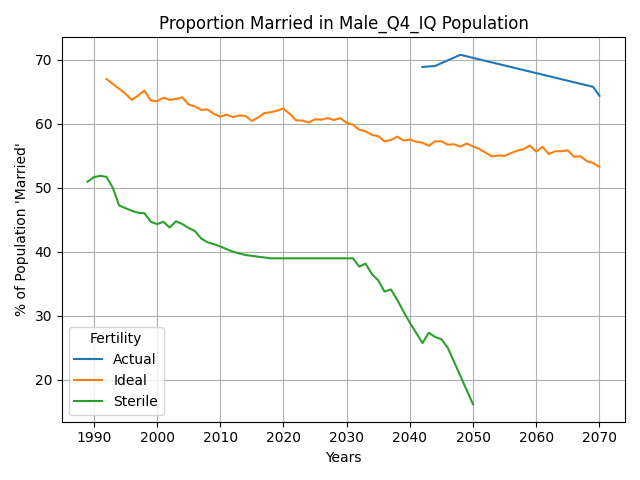 Proportion Married in Male_Q4_IQ Population
% of Population 'Married'
70
60
50
40
30
20
Fertility
Actual
Ideal
Sterile
1990 2000 2010 2020 2030 2040 2050 2060 2070
Years